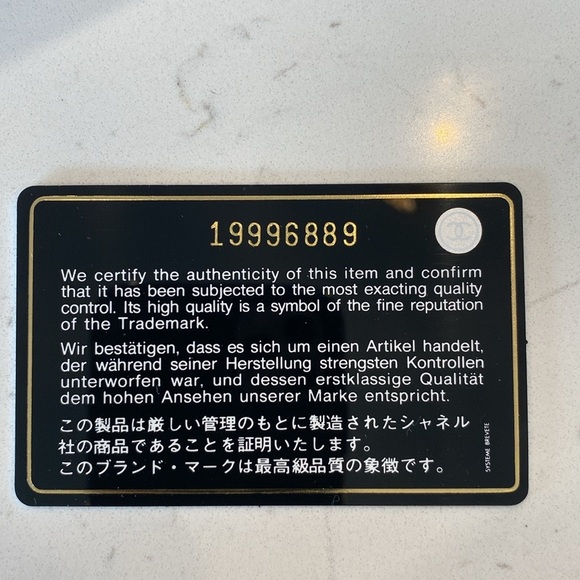 19996889
We certify the authenticity of this item and confirm
that it has been subjected to the most exacting quality
control. Its high quality is a symbol of the fine reputation
of the Trademark.
Wir bestätigen, dass es sich um einen Artikel handelt,
der während seiner Herstellung strengsten Kontrollen
unterworfen war, und dessen erstklassige Qualität
dem hohen Ansehen unserer Marke entspricht.
この製品は厳しい管理のもとに製造されたシャネル
社の商品であることを証明いたします。
このブランド・マークは最高級品質の象徴です。
SYSTEME BREVETE